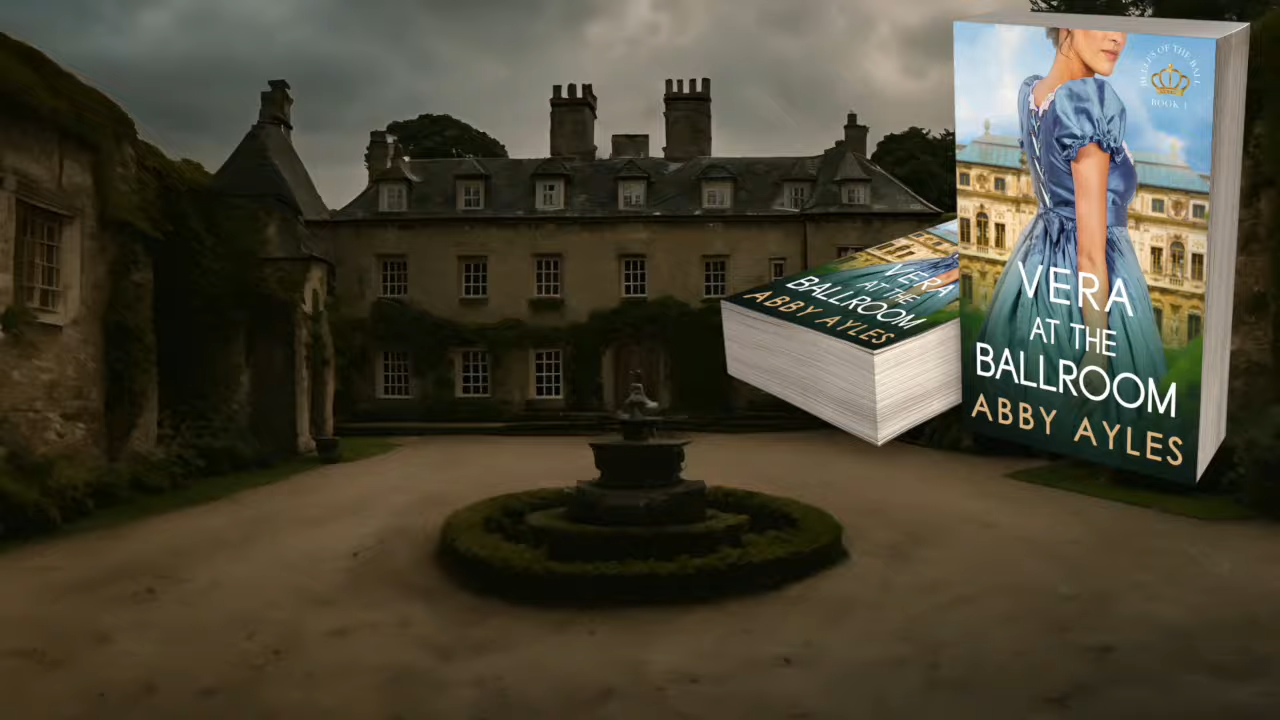 BELLES OF THE BALL
BOOK 1
VERA
AT THE
BALLROOM
ABBY AYLES
VERA
AT THE
BALLROOM
ABBY AYLES